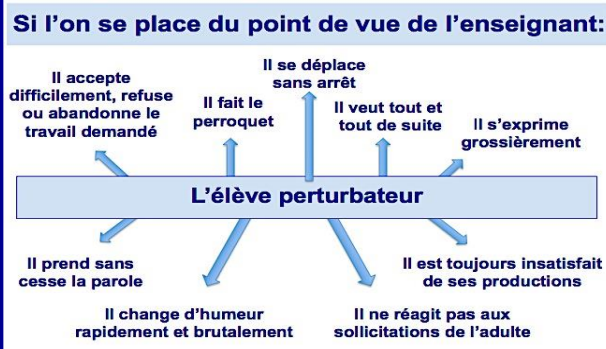 Si l'on se place du point de vue de l'enseignant:
Il se déplace
sans arrêt
Il accepte
difficilement, refuse
ou abandonne le
travail demandé
Il fait le
perroquet
Il veut tout et
tout de suite
Il s'exprime
grossièrement
L'élève perturbateur
Il prend sans
cesse la parole
Il est toujours insatisfait
de ses productions
Il change d'humeur
rapidement et brutalement
Il ne réagit pas aux
sollicitations de l'adulte